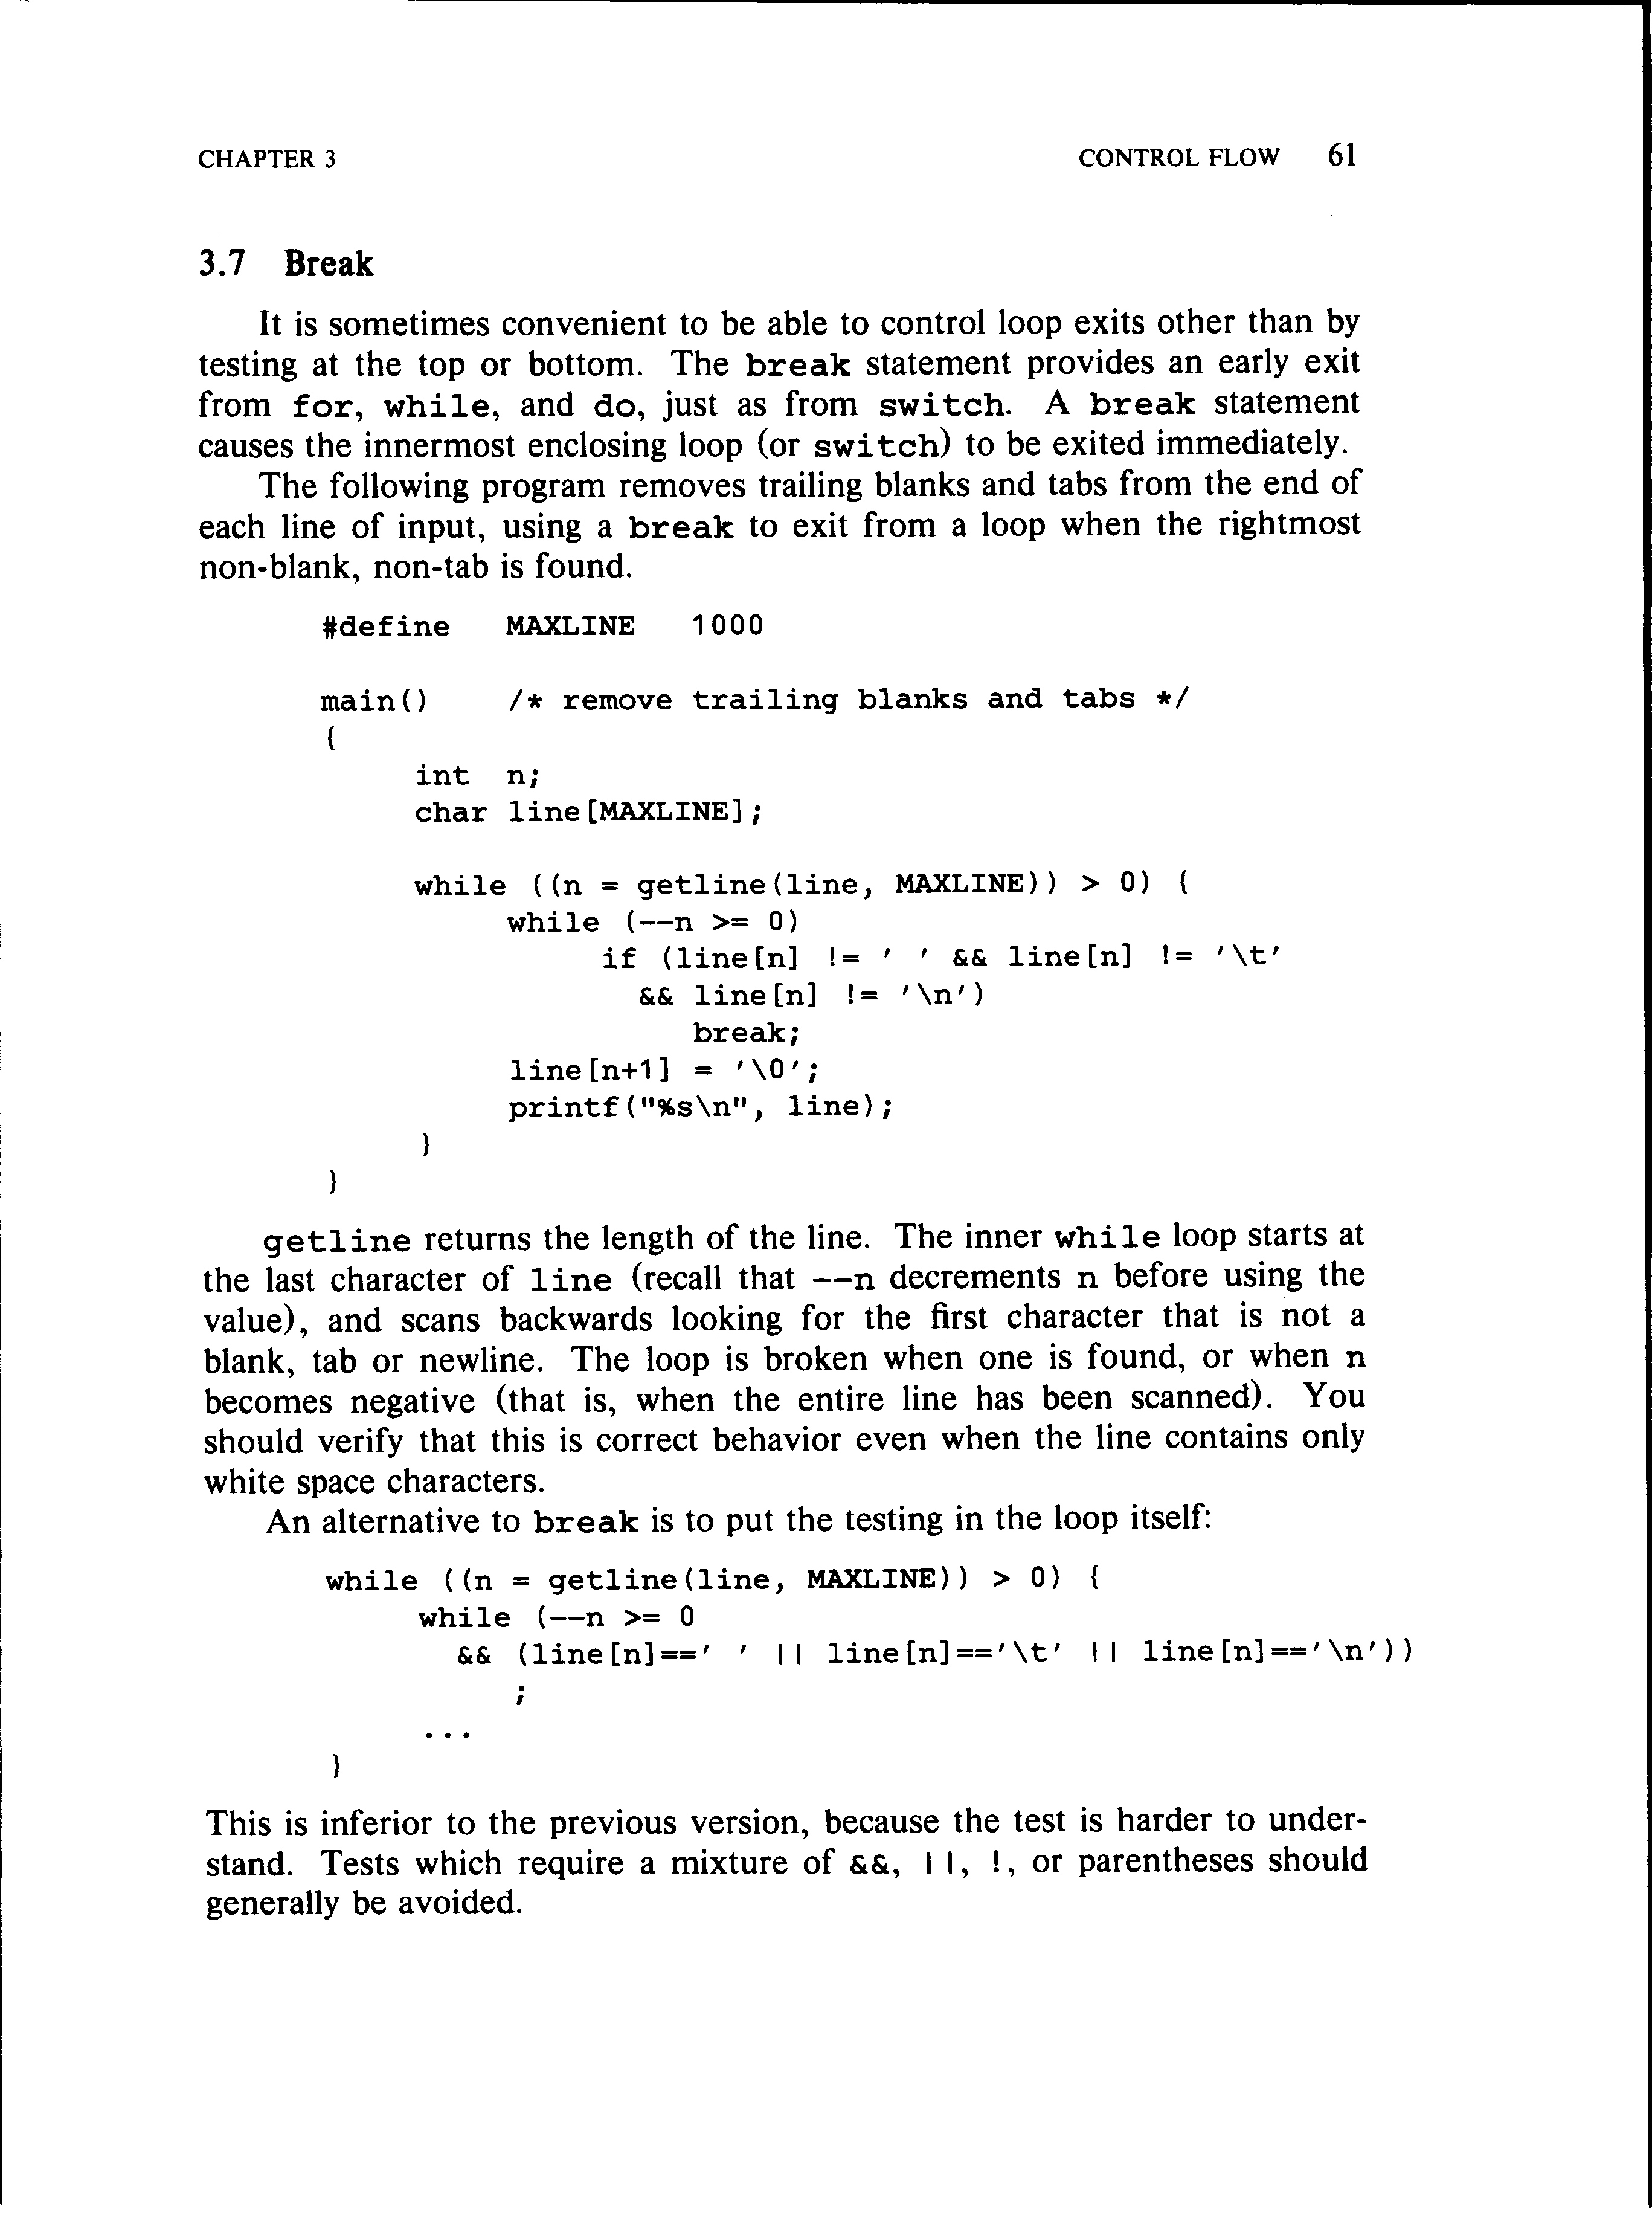 CHAPTER 3 CONTROL FLOW 61
3.7 Break
It is sometimes convenient to be able to control loop exits other than by
testing at the top or bottom. The break statement provides an early exit
from for, while, and do, just as from switch. A break statement
causes the innermost enclosing loop (or switch) to be exited immediately.
The following program removes trailing blanks and tabs from the end of
each line of input, using a break to exit from a loop when the rightmost
non-blank, non-tab is found.
#define MAXLINE 1000
main() /* remove trailing blanks and tabs */
{
int n;
char line[MAXLINE];
while ((n = getline(line, MAXLINE)) > 0) {
while (--n >= 0)
if (line[n] != ' ' && line[n] != '\t'
&& line[n] != '\n')
break;
line[n+1] = '\0';
printf("%s\n", line);
}
}
getline returns the length of the line. The inner while loop starts at
the last character of line (recall that --n decrements n before using the
value), and scans backwards looking for the first character that is not a
blank, tab or newline. The loop is broken when one is found, or when n
becomes negative (that is, when the entire line has been scanned). You
should verify that this is correct behavior even when the line contains only
white space characters.
An alternative to break is to put the testing in the loop itself:
while ((n = getline(line, MAXLINE)) > 0) {
while (--n >= 0
&& (line[n]==' ' || line[n]=='\t' || line[n]=='\n'))
;
...
}
This is inferior to the previous version, because the test is harder to under-
stand. Tests which require a mixture of &&, ||, !, or parentheses should
generally be avoided.